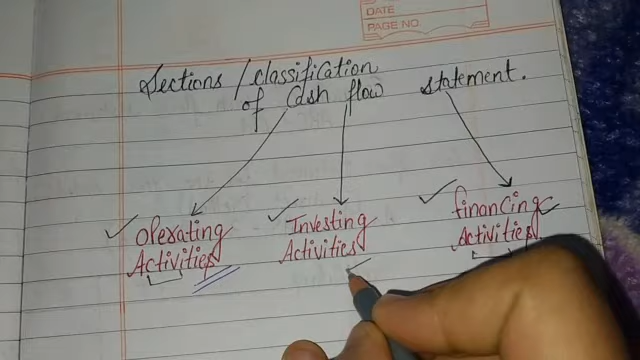 DATE
PAGE NO.
Sections / classification
of Cash flow statement.
Operating
Activities
Investing
Activities
financing
Activities